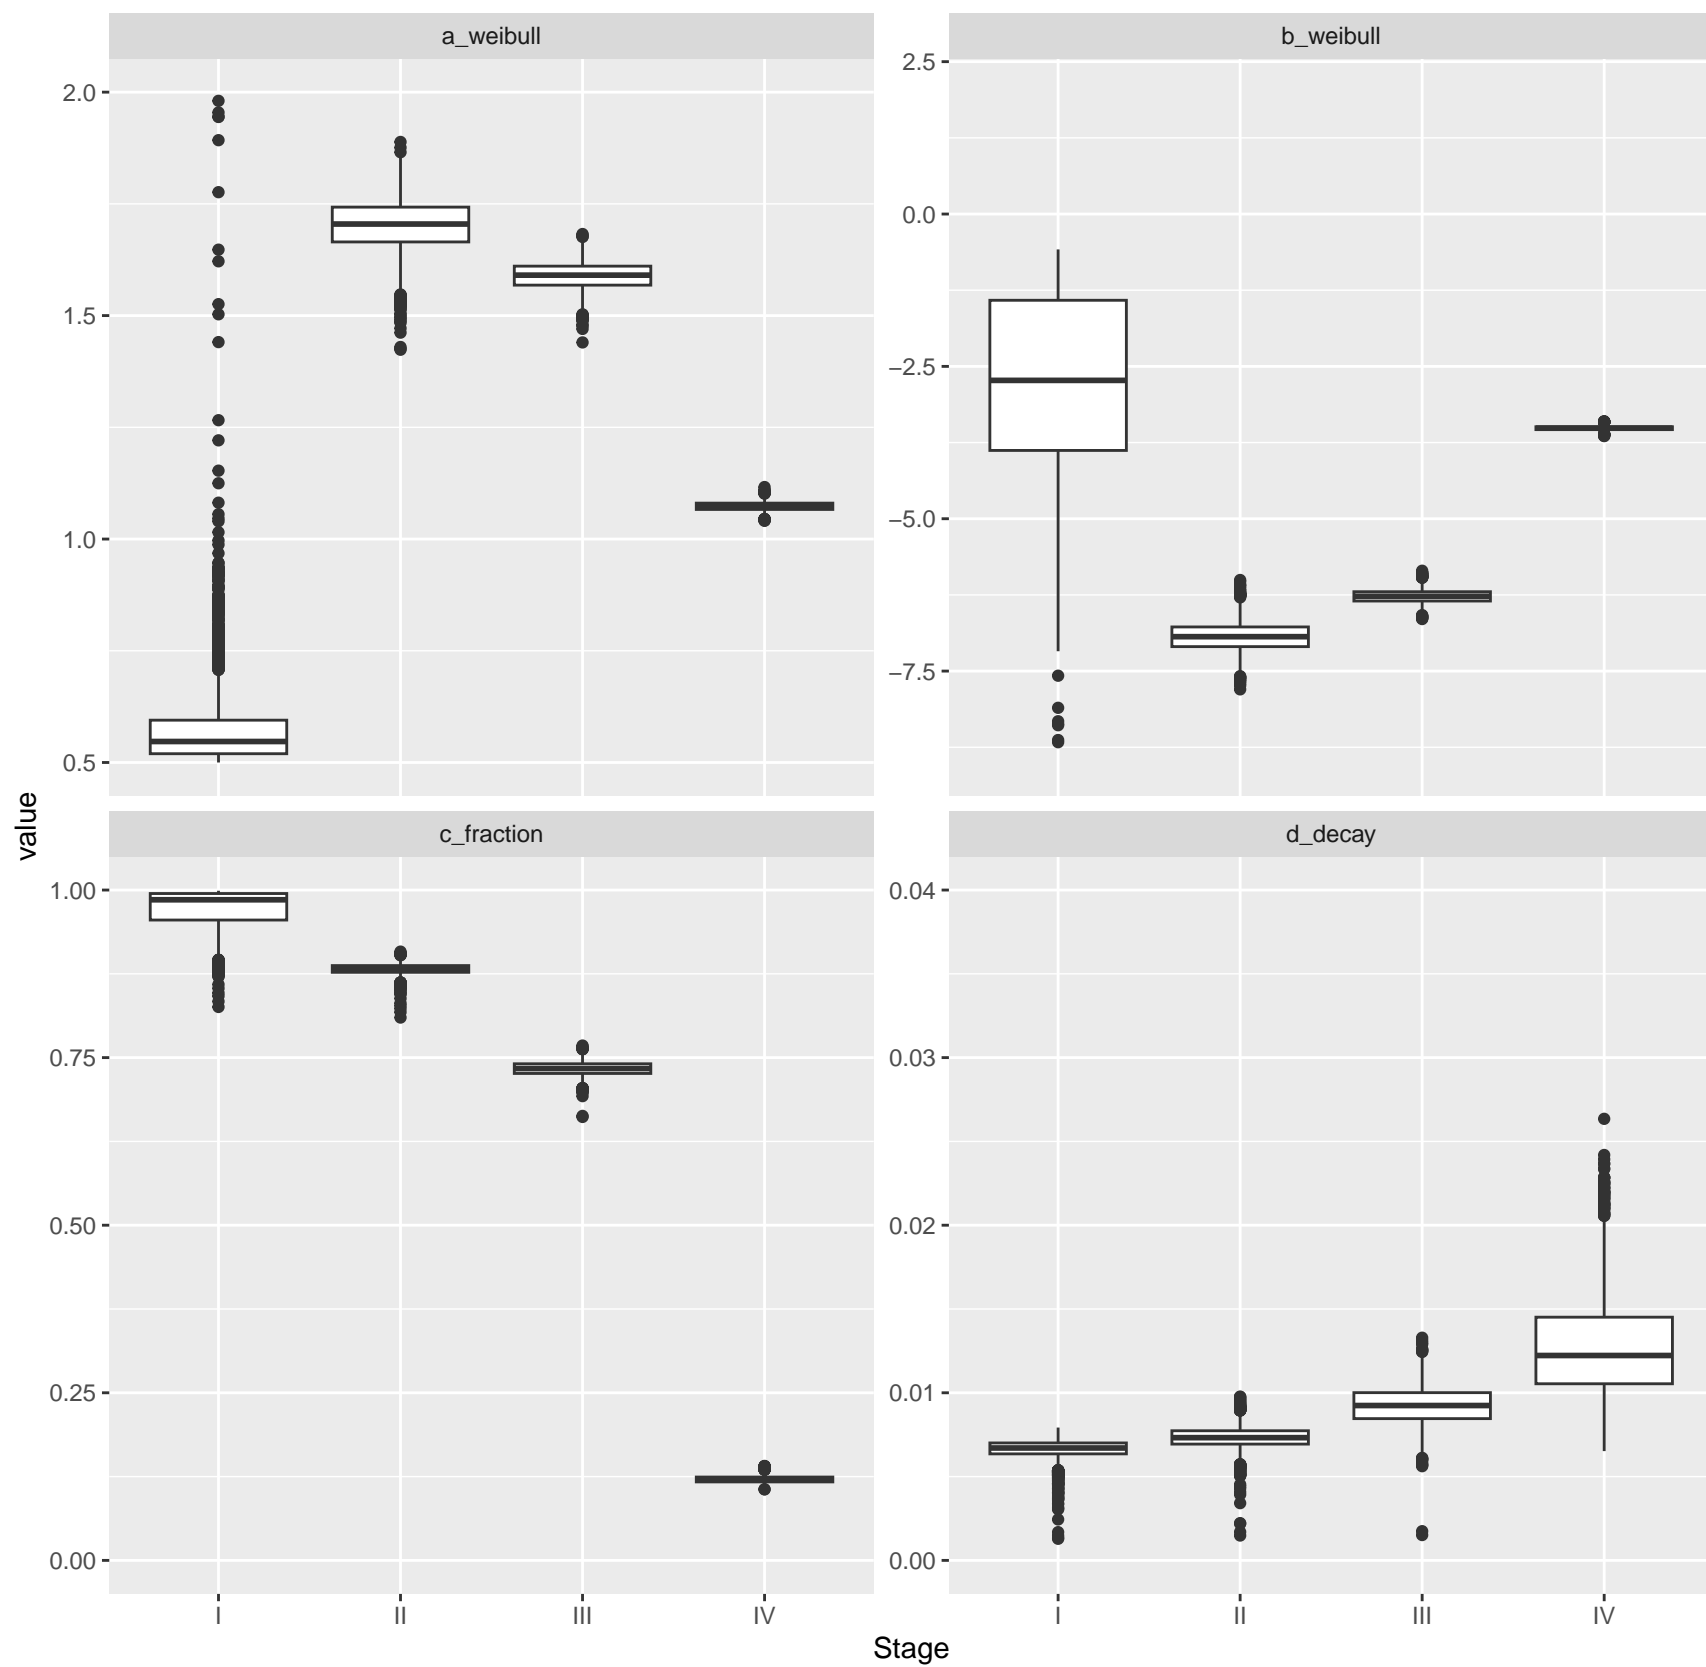 a_weibull
b_weibull
2.0
1.5
1.0
0.5
2.5
0.0
−2.5
−5.0
−7.5
value
c_fraction
d_decay
1.00
0.75
0.50
0.25
0.00
0.04
0.03
0.02
0.01
0.00
I II III IV
I II III IV
Stage